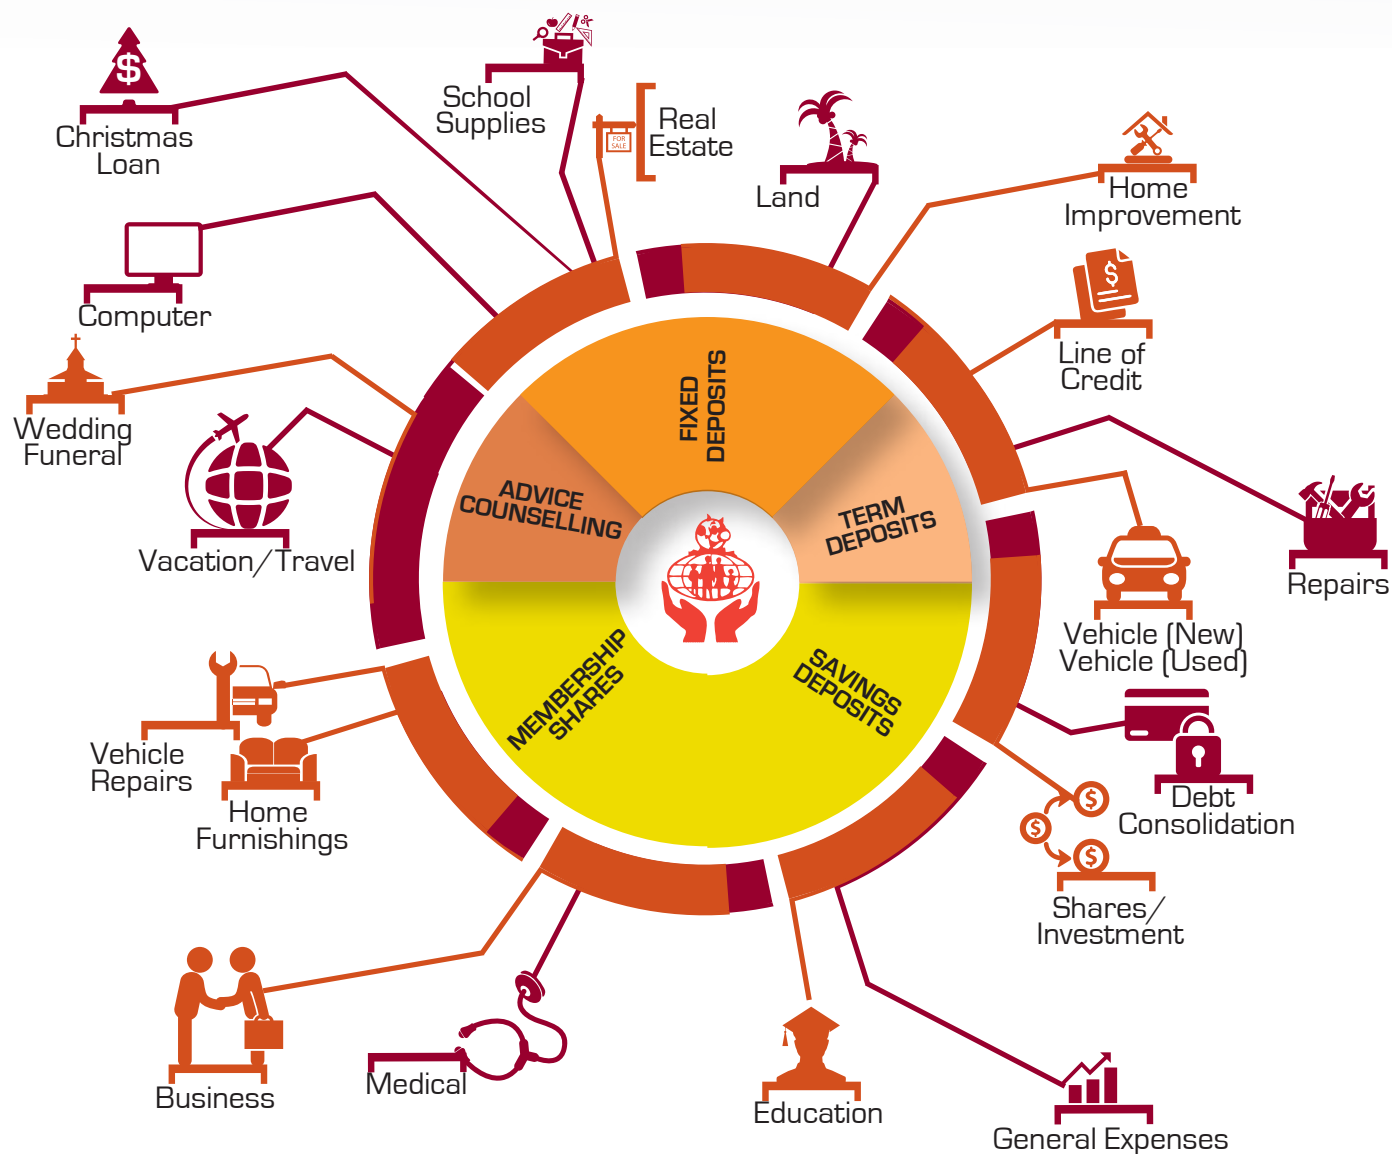 $
Christmas
Loan
School
Supplies
FOR
SALE
Real
Estate
Land
Home
Improvement
Computer
$
Line of
Credit
Wedding
Funeral
Vacation/Travel
Repairs
FIXED
DEPOSITS
ADVICE
COUNSELLING
TERM
DEPOSITS
MEMBERSHIP
SHARES
SAVINGS
DEPOSITS
Vehicle (New)
Vehicle (Used)
Vehicle
Repairs
Home
Furnishings
Debt
Consolidation
$
$
$
Shares/
Investment
Business
Medical
Education
General Expenses